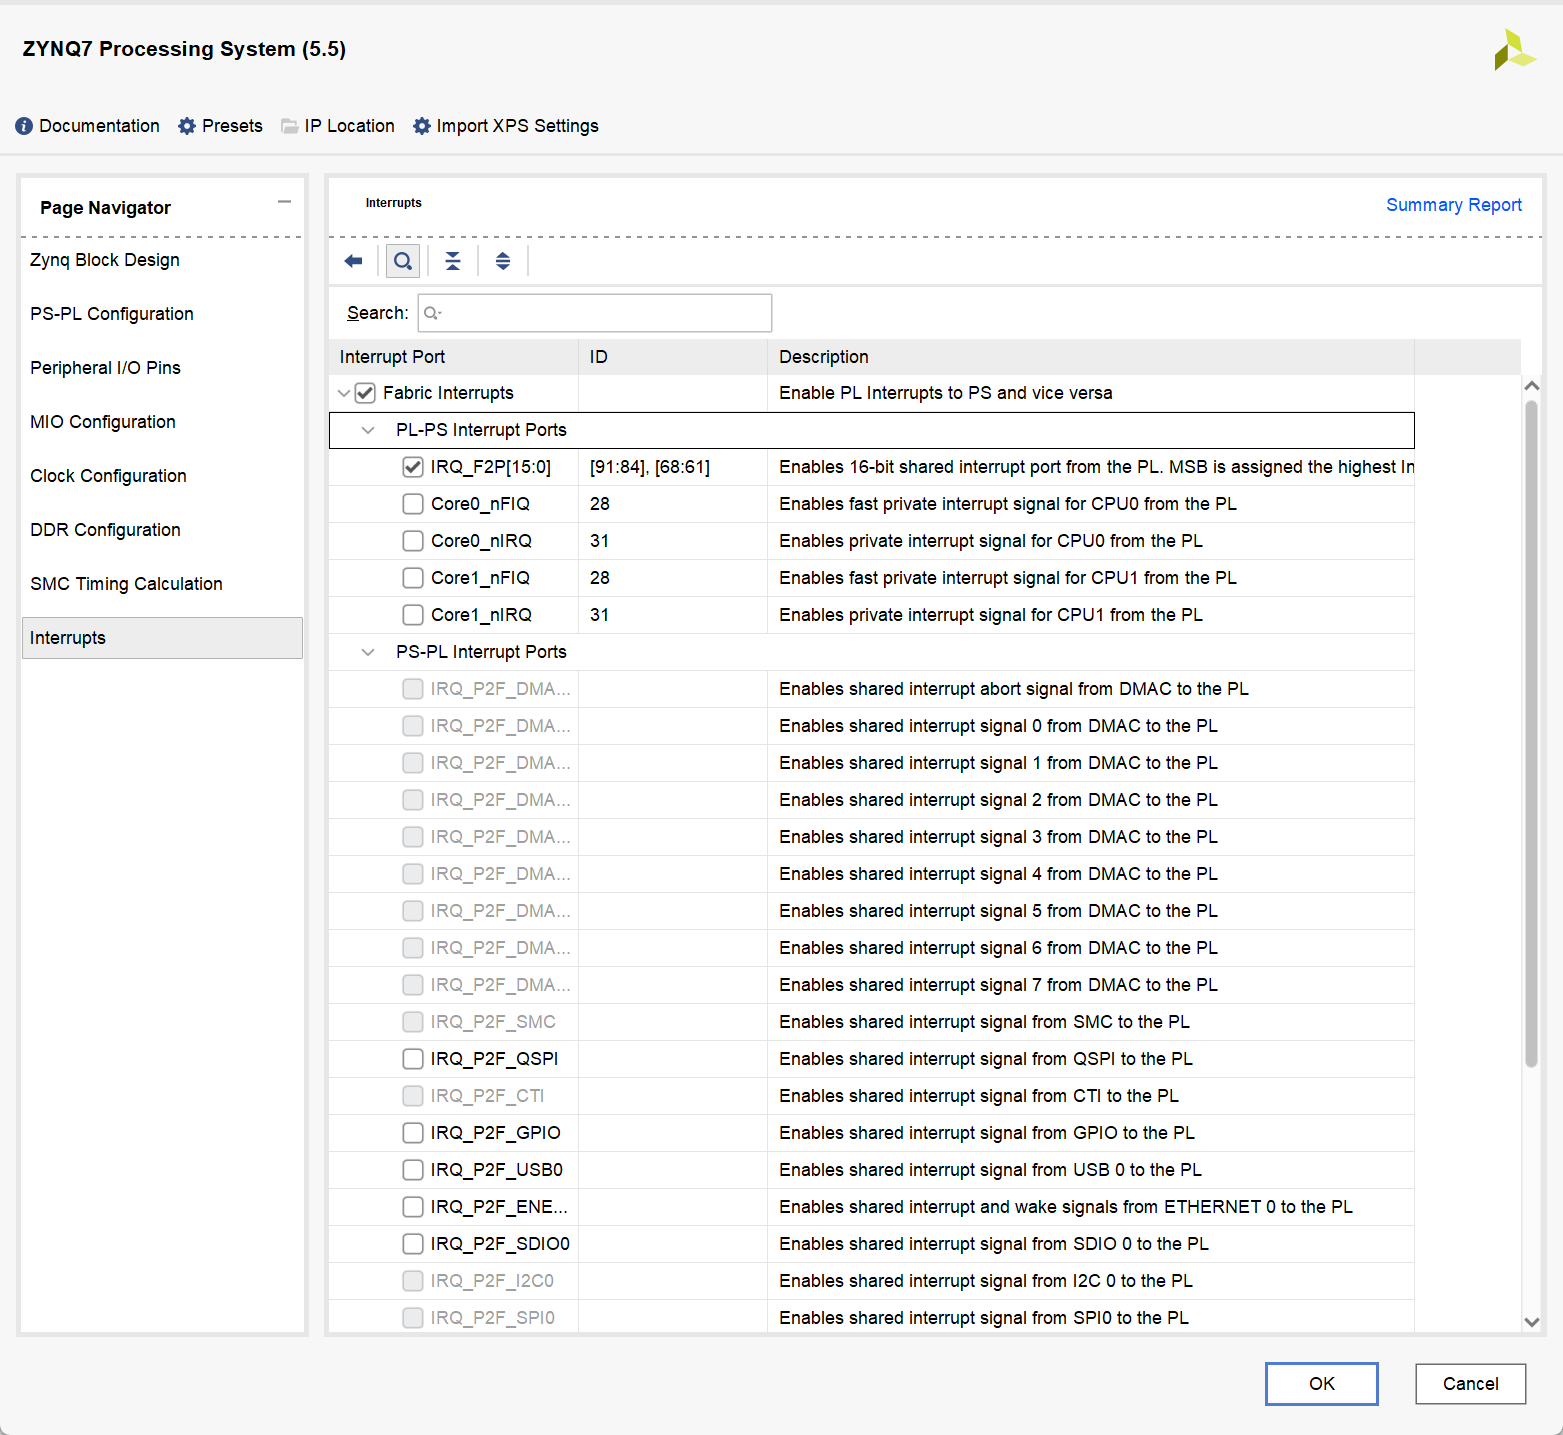 ZYNQ7 Processing System (5.5)
Documentation Presets IP Location Import XPS Settings
Page Navigator
Zynq Block Design
PS-PL Configuration
Peripheral I/O Pins
MIO Configuration
Clock Configuration
DDR Configuration
SMC Timing Calculation
Interrupts
Interrupts
Summary Report
Search:
Interrupt Port ID Description
Fabric Interrupts Enable PL Interrupts to PS and vice versa
PL-PS Interrupt Ports
IRQ_F2P[15:0] [91:84], [68:61] Enables 16-bit shared interrupt port from the PL. MSB is assigned the highest In
Core0_nFIQ 28 Enables fast private interrupt signal for CPU0 from the PL
Core0_nIRQ 31 Enables private interrupt signal for CPU0 from the PL
Core1_nFIQ 28 Enables fast private interrupt signal for CPU1 from the PL
Core1_nIRQ 31 Enables private interrupt signal for CPU1 from the PL
PS-PL Interrupt Ports
IRQ_P2F_DMA... Enables shared interrupt abort signal from DMAC to the PL
IRQ_P2F_DMA... Enables shared interrupt signal 0 from DMAC to the PL
IRQ_P2F_DMA... Enables shared interrupt signal 1 from DMAC to the PL
IRQ_P2F_DMA... Enables shared interrupt signal 2 from DMAC to the PL
IRQ_P2F_DMA... Enables shared interrupt signal 3 from DMAC to the PL
IRQ_P2F_DMA... Enables shared interrupt signal 4 from DMAC to the PL
IRQ_P2F_DMA... Enables shared interrupt signal 5 from DMAC to the PL
IRQ_P2F_DMA... Enables shared interrupt signal 6 from DMAC to the PL
IRQ_P2F_DMA... Enables shared interrupt signal 7 from DMAC to the PL
IRQ_P2F_SMC Enables shared interrupt signal from SMC to the PL
IRQ_P2F_QSPI Enables shared interrupt signal from QSPI to the PL
IRQ_P2F_CTI Enables shared interrupt signal from CTI to the PL
IRQ_P2F_GPIO Enables shared interrupt signal from GPIO to the PL
IRQ_P2F_USB0 Enables shared interrupt signal from USB 0 to the PL
IRQ_P2F_ENE... Enables shared interrupt and wake signals from ETHERNET 0 to the PL
IRQ_P2F_SDIO0 Enables shared interrupt signal from SDIO 0 to the PL
IRQ_P2F_I2C0 Enables shared interrupt signal from I2C 0 to the PL
IRQ_P2F_SPI0 Enables shared interrupt signal from SPI0 to the PL
OK Cancel